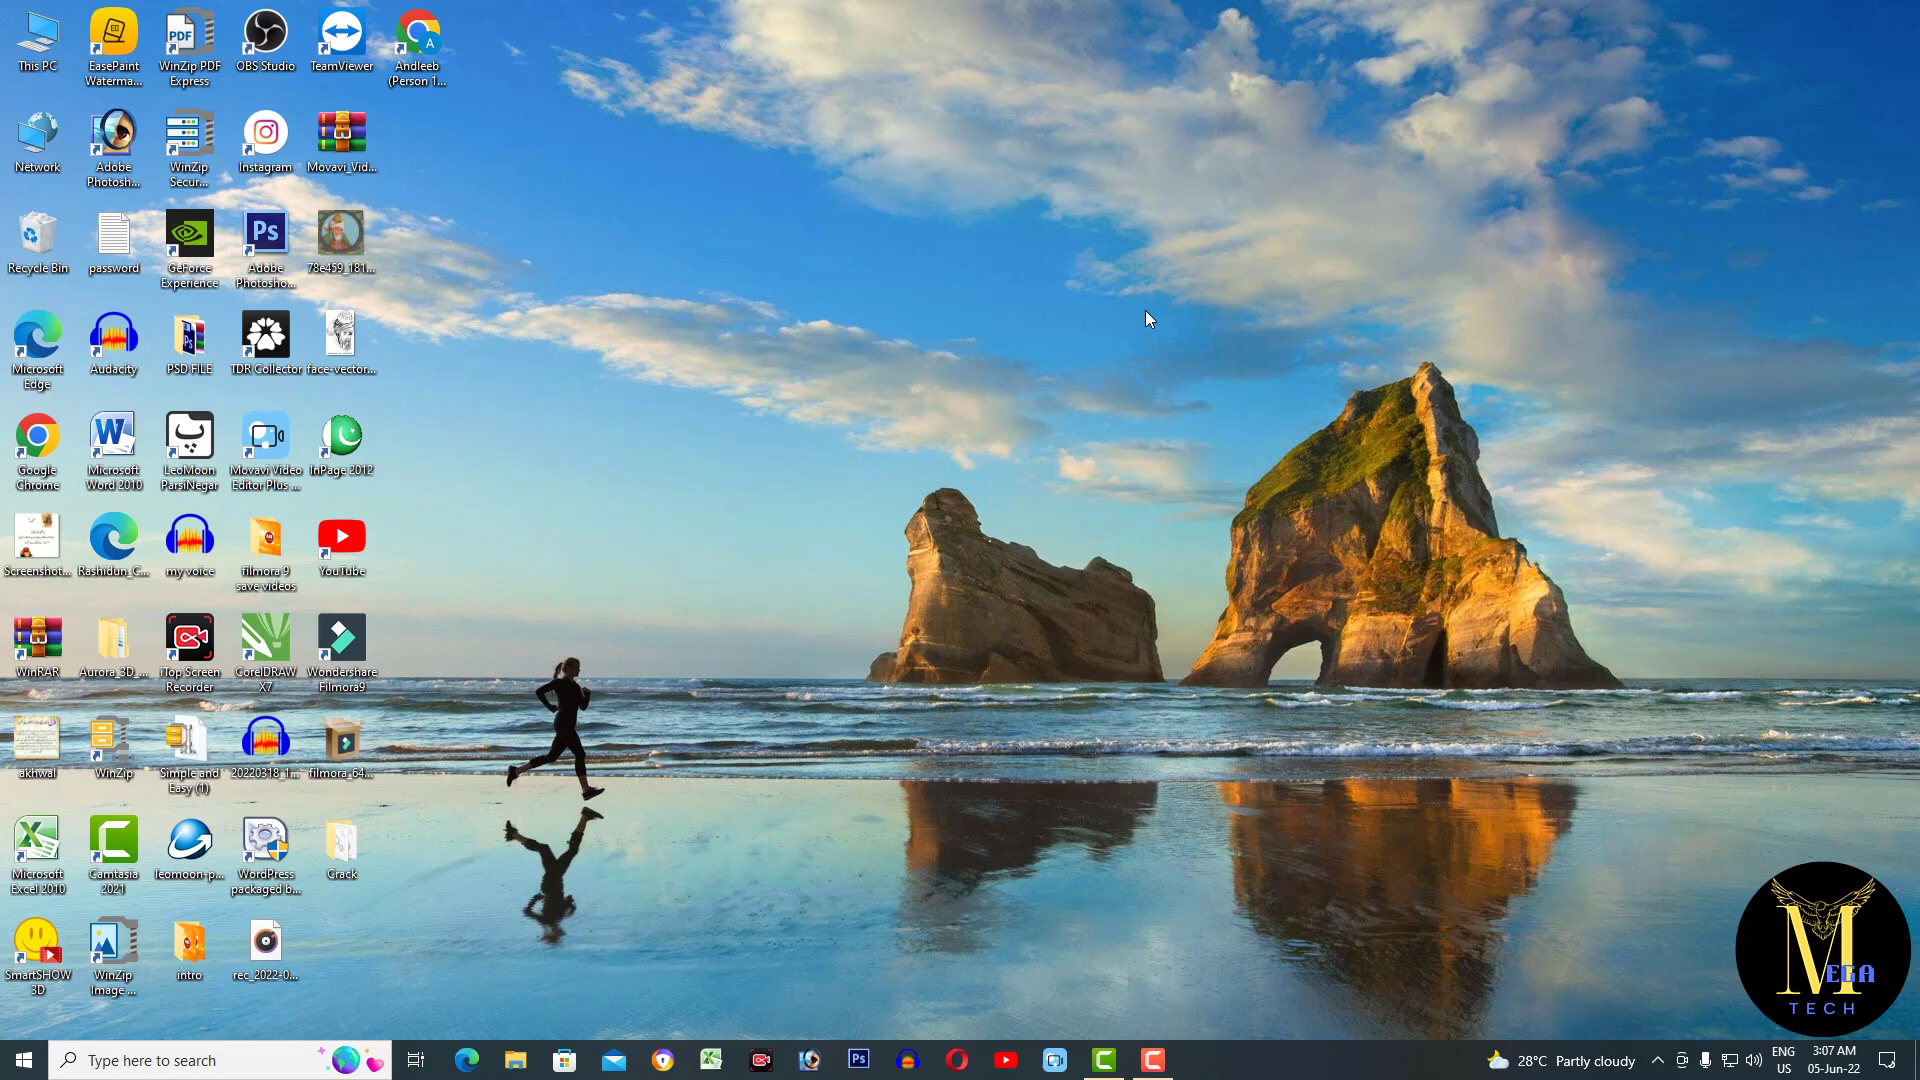 This PC
EasePaint
Waterma...
WinZip PDF
Express
OBS Studio
TeamViewer
Andleeb
(Person 1...
Network
Adobe
Photosh...
WinZip
Secur...
Instagram
Movavi_Vid...
Recycle Bin
password
GeForce
Experience
Adobe
Photosho...
78e459_181...
Microsoft
Edge
Audacity
PSD FILE
TDR Collector
face-vector...
Google
Chrome
Microsoft
Word 2010
LeoMoon
ParsiNegar
Movavi Video
Editor Plus ...
InPage 2012
Screenshot...
Rashidun_C...
my voice
filmora 9
save videos
YouTube
WinRAR
Aurora_3D_...
iTop Screen
Recorder
CorelDRAW
X7
Wondershare
Filmora9
akhwal
WinZip
Simple and
Easy (1)
20220318_1...
filmora_64...
Microsoft
Excel 2010
Camtasia
2021
leomoon-p...
WordPress
packaged b...
Crack
SmartSHOW
3D
WinZip
Image ...
intro
rec_2022-0...
MEGA
TECH
Type here to search
28°C Partly cloudy
ENG
US
3:07 AM
05-Jun-22